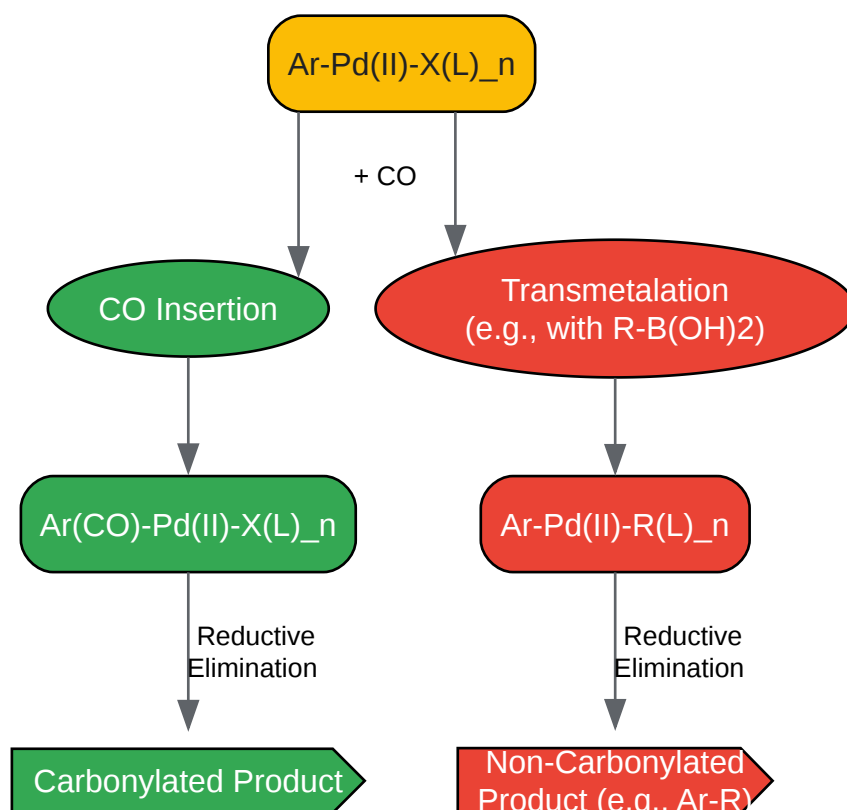 Ar-Pd(II)-X(L)_n
+ CO
CO Insertion
Transmetalation
(e.g., with R-B(OH)2)
Ar(CO)-Pd(II)-X(L)_n
Ar-Pd(II)-R(L)_n
Reductive
Elimination
Reductive
Elimination
Carbonylated Product
Non-Carbonylated
Product (e.g., Ar-R)